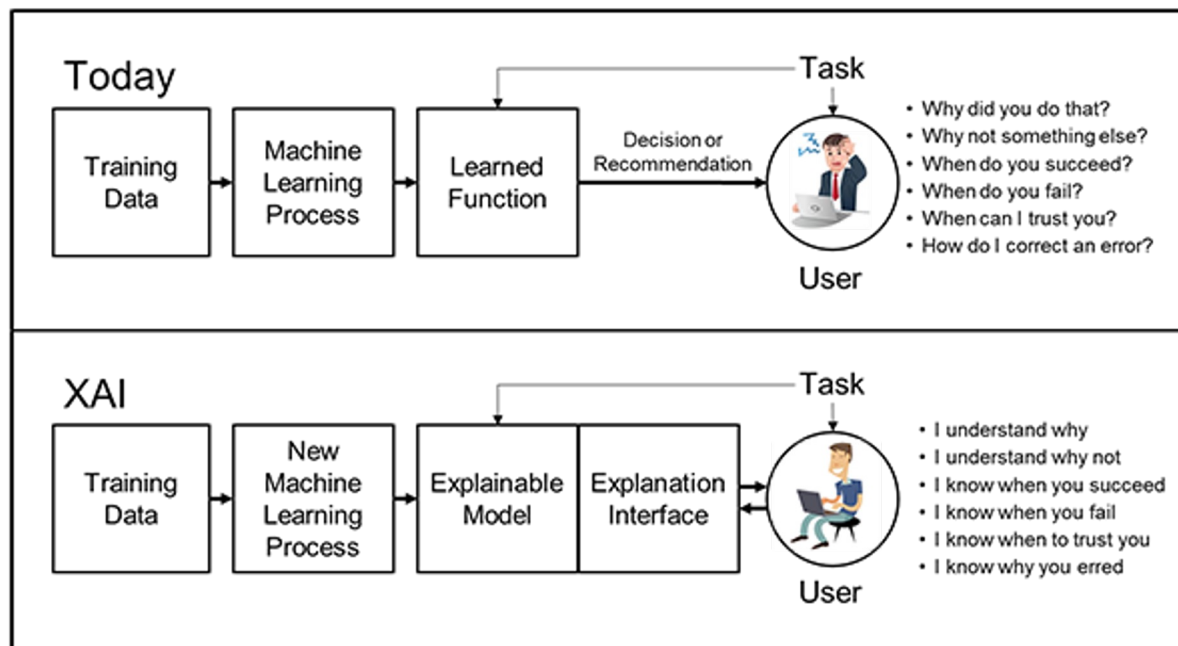 Today
Task
Training
Data
Machine
Learning
Process
Learned
Function
Decision or
Recommendation
User
• Why did you do that?
• Why not something else?
• When do you succeed?
• When do you fail?
• When can I trust you?
• How do I correct an error?
XAI
Task
Training
Data
New
Machine
Learning
Process
Explainable
Model
Explanation
Interface
User
• I understand why
• I understand why not
• I know when you succeed
• I know when you fail
• I know when to trust you
• I know why you erred